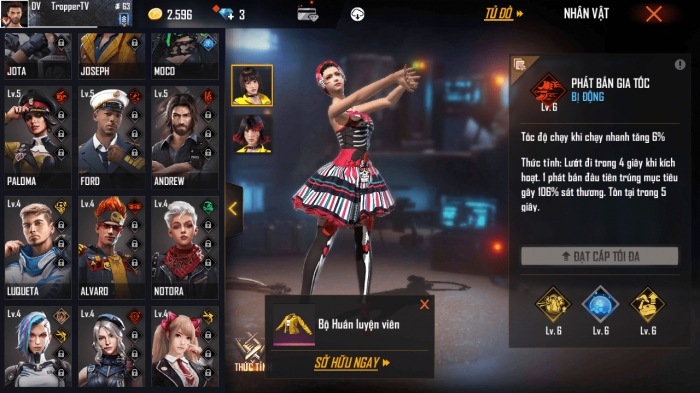 DV TropperTV
# 63
2.596
3
TỦ ĐỒ
NHÂN VẬT
JOTA
JOSEPH
MOCO
Lv.5
Lv.5
Lv.5
PALOMA
FORD
ANDREW
Lv.4
Lv.4
Lv.4
LUQUETA
ALVARO
NOTORA
Lv.4
Lv.4
Lv.4
THỨC TỈNH
Bộ Huấn luyện viên
SỞ HỮU NGAY
Lv. 6
PHÁT BẮN GIA TỐC
BỊ ĐỘNG
Tốc độ chạy khi chạy nhanh tăng 6%
Thức tỉnh: Lướt đi trong 4 giây khi kích
hoạt. 1 phát bắn đầu tiên trúng mục tiêu
gây 106% sát thương. Tồn tại trong 5
giây.
ĐẠT CẤP TỐI ĐA
Lv. 6
Lv. 6
Lv. 6